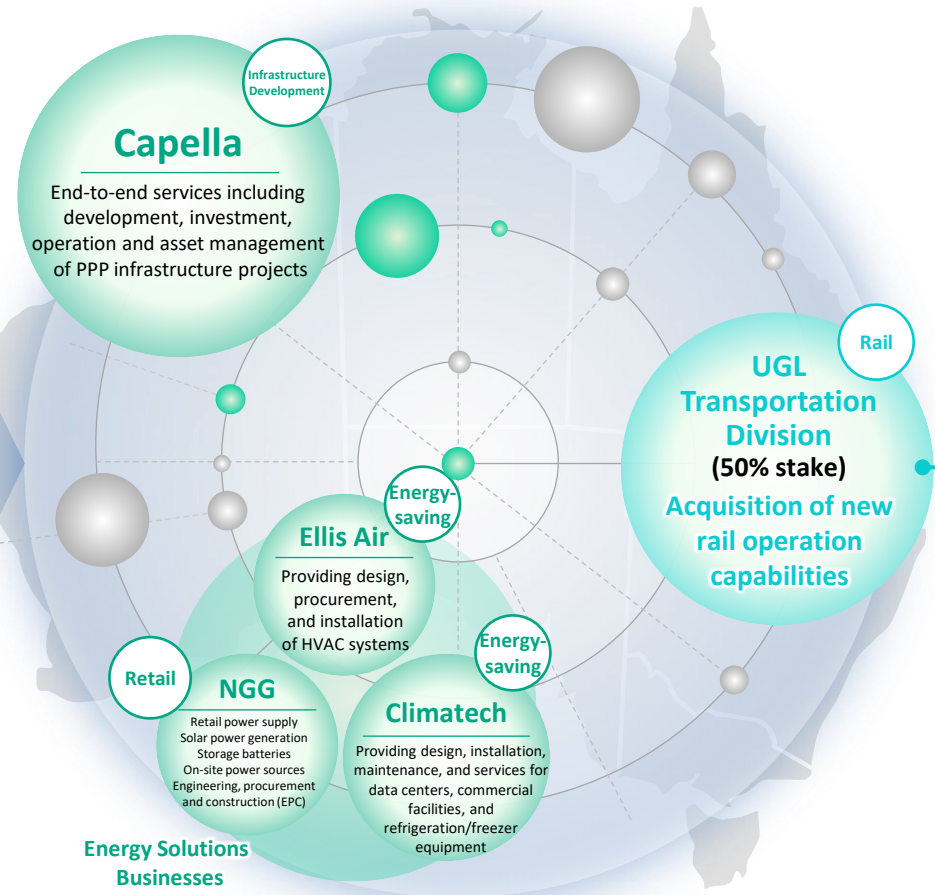 Infrastructure
Development
Capella
End-to-end services including
development, investment,
operation and asset management
of PPP infrastructure projects
Rail
UGL
Transportation
Division
(50% stake)
Acquisition of new
rail operation
capabilities
Energy-
saving
Ellis Air
Providing design,
procurement,
and installation
of HVAC systems
Energy-
saving
Climatech
Providing design, installation,
maintenance, and services for
data centers, commercial
facilities, and
refrigeration/freezer
equipment
Retail
NGG
Retail power supply
Solar power generation
Storage batteries
On-site power sources
Engineering, procurement
and construction (EPC)
Energy Solutions
Businesses